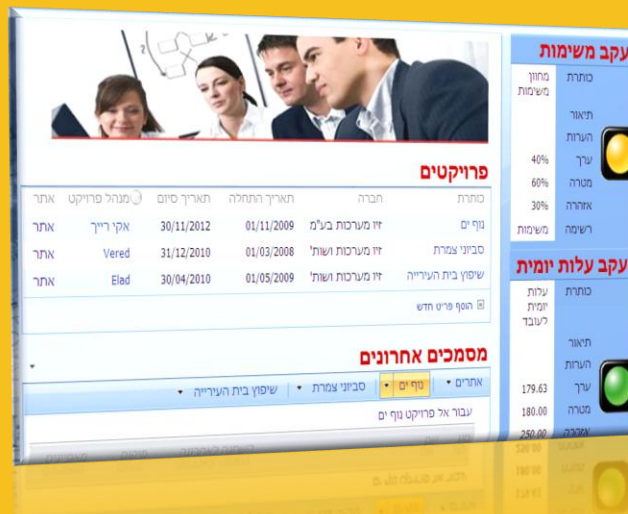 עקב משימות
כותרת מחוון
משימות
תיאור
הערות
ערך 40%
מטרה 60%
אזהרה 30%
רשימה משימות
עקב עלות יומית
כותרת עלות
יומית
לעובד
תיאור
הערות
ערך 179.63
מטרה 180.00
אזהרה 250.00
פרויקטים
כותרת חברה תאריך התחלה תאריך סיום מנהל פרויקט אתר
נוף ים זיו מערכות בע"מ 01/11/2009 30/11/2012 אקי רייך אתר
סביוני צמרת זיו מערכות ושות' 01/03/2008 31/12/2010 Vered אתר
שיפוץ בית העירייה זיו מערכות ושות' 01/05/2009 30/04/2010 Elad אתר
הוסף פריט חדש
מסמכים אחרונים
אתרים נוף ים סביוני צמרת שיפוץ בית העירייה
עבור אל פרויקט נוף ים